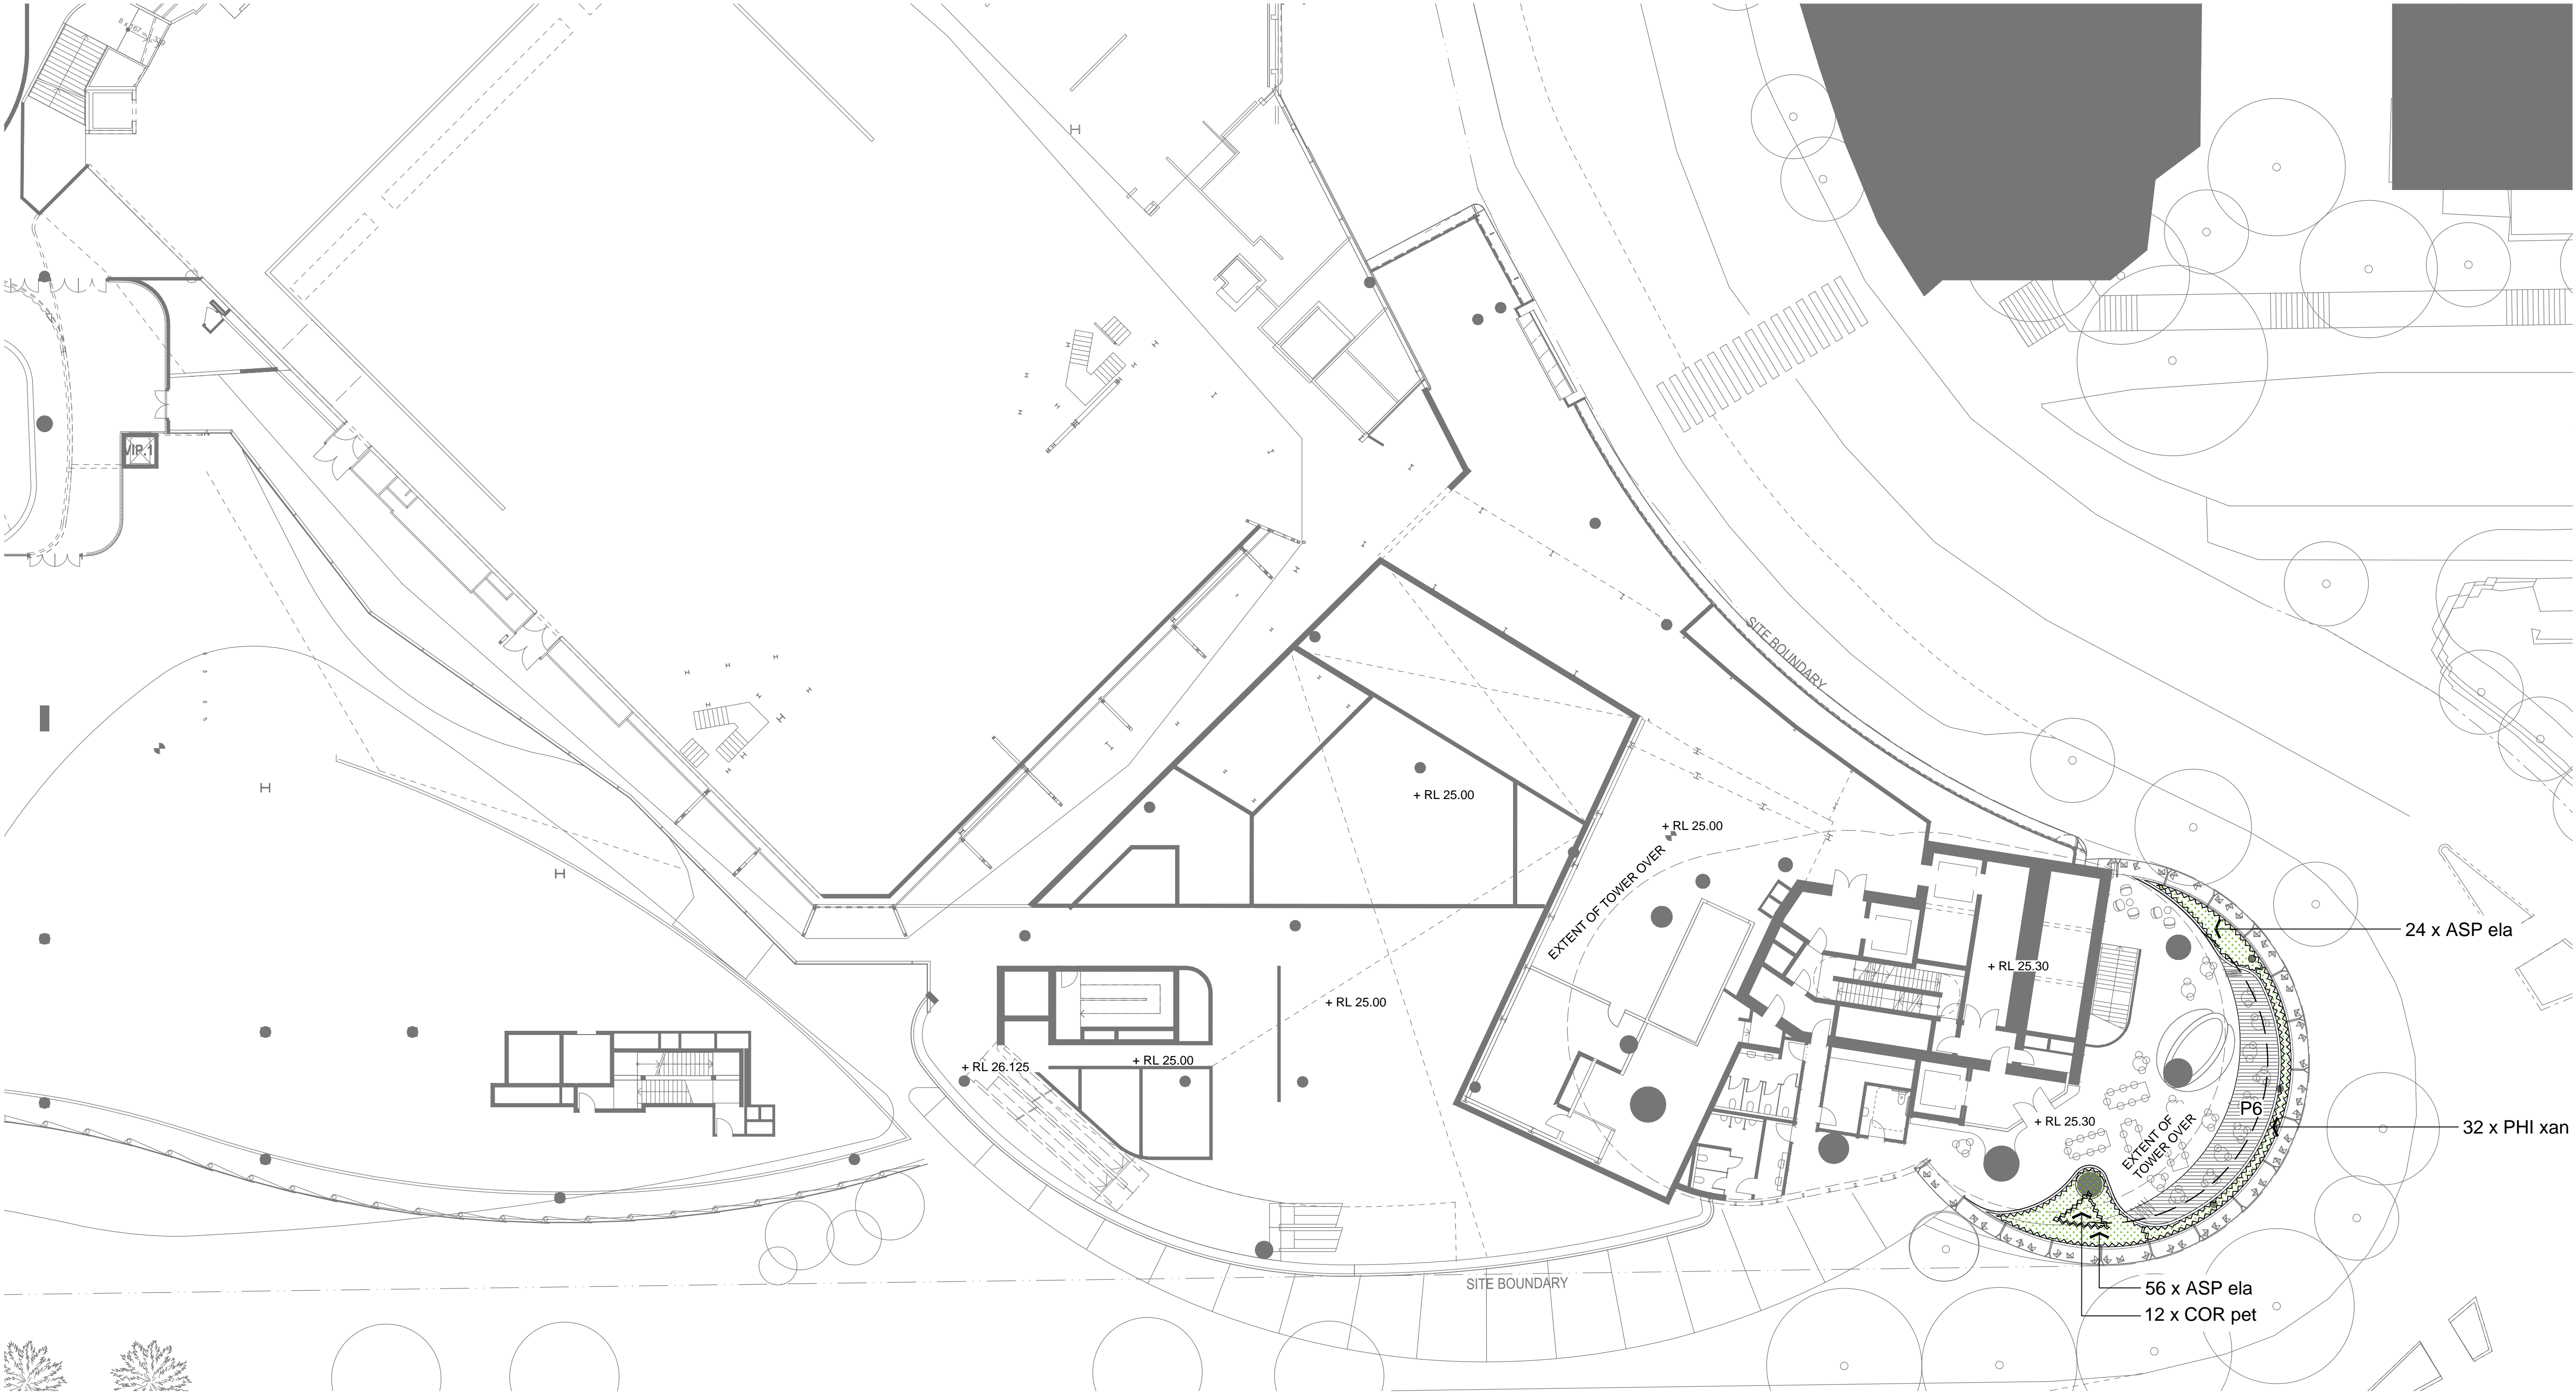 VIP.1
SITE BOUNDARY
+ RL 25.00
+ RL 25.00
EXTENT OF TOWER OVER
24 x ASP ela
+ RL 25.30
+ RL 25.00
+ RL 26.125
+ RL 25.00
P6
+ RL 25.30
32 x PHI xan
EXTENT OF
TOWER OVER
SITE BOUNDARY
56 x ASP ela
12 x COR pet